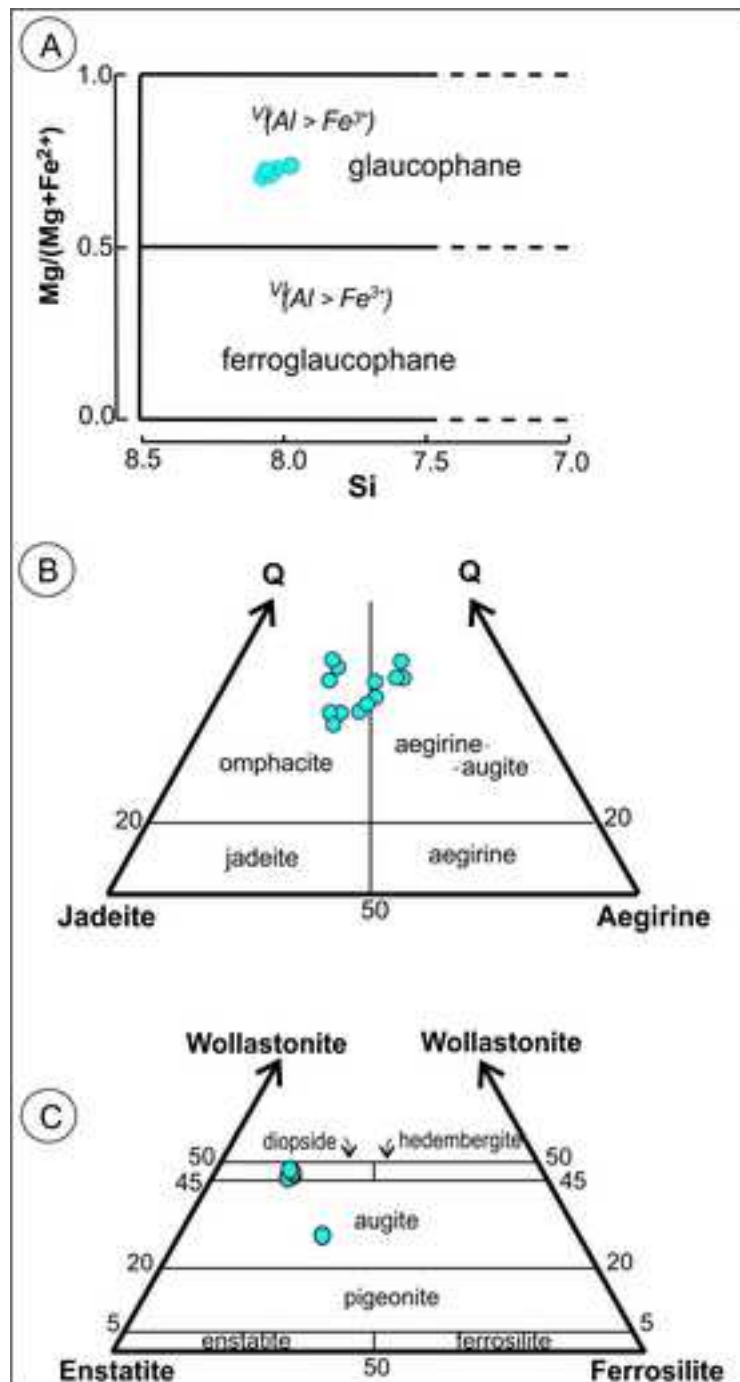 A
1.0
VI(Al > Fe3+)
glaucophane
Mg/(Mg+Fe2+)
0.5
VI(Al > Fe3+)
ferroglaucophane
0.0
8.5 8.0 7.5 7.0
Si
B
Q Q
omphacite
aegirine-
-augite
20 20
jadeite aegirine
Jadeite 50 Aegirine
Wollastonite Wollastonite
C
diopside hedembergite
50 50
45 45
augite
20 20
pigeonite
5 5
enstatite ferrosilite
Enstatite 50 Ferrosilite